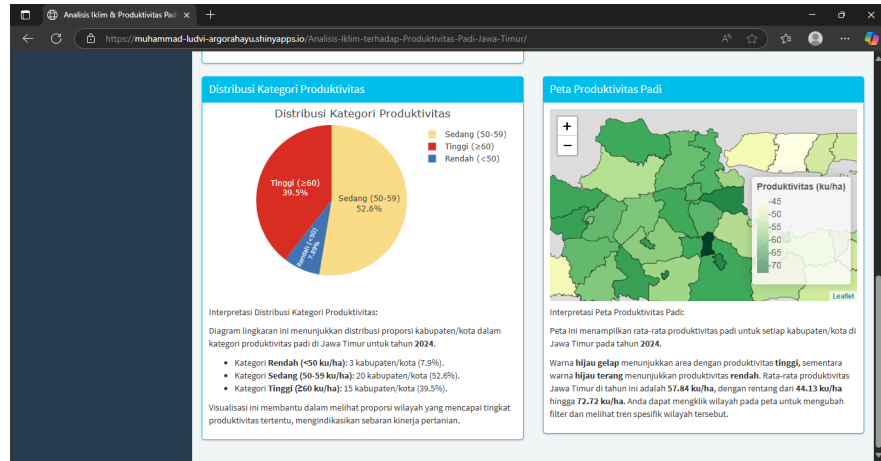 Analisis Iklim & Produktivitas Pad
https://muhammad-ludvi-argorahayu.shinyapps.io/Analisis-Iklim-terhadap-Produktivitas-Padi-Jawa-Timur/
Distribusi Kategori Produktivitas
Distribusi Kategori Produktivitas
Sedang (50-59)
Tinggi (≥60)
Rendah (<50)
Tinggi (≥60)
39.5%
Sedang (50-59)
52.6%
Rendah (<50)
7.89%
Interpretasi Distribusi Kategori Produktivitas:
Diagram lingkaran ini menunjukkan distribusi proporsi kabupaten/kota dalam
kategori produktivitas padi di Jawa Timur untuk tahun 2024.
• Kategori Rendah (<50 ku/ha): 3 kabupaten/kota (7.9%).
• Kategori Sedang (50-59 ku/ha): 20 kabupaten/kota (52.6%).
• Kategori Tinggi (≥60 ku/ha): 15 kabupaten/kota (39.5%).
Visualisasi ini membantu dalam melihat proporsi wilayah yang mencapai tingkat
produktivitas tertentu, mengindikasikan sebaran kinerja pertanian.
Peta Produktivitas Padi
+
−
Produktivitas (ku/ha)
-45
-50
-55
-60
-65
-70
Leaflet
Interpretasi Peta Produktivitas Padi:
Peta ini menampilkan rata-rata produktivitas padi untuk setiap kabupaten/kota di
Jawa Timur pada tahun 2024.
Warna hijau gelap menunjukkan area dengan produktivitas tinggi, sementara
warna hijau terang menunjukkan produktivitas rendah. Rata-rata produktivitas
Jawa Timur di tahun ini adalah 57.84 ku/ha, dengan rentang dari 44.13 ku/ha
hingga 72.72 ku/ha. Anda dapat mengklik wilayah pada peta untuk mengubah
filter dan melihat tren spesifik wilayah tersebut.